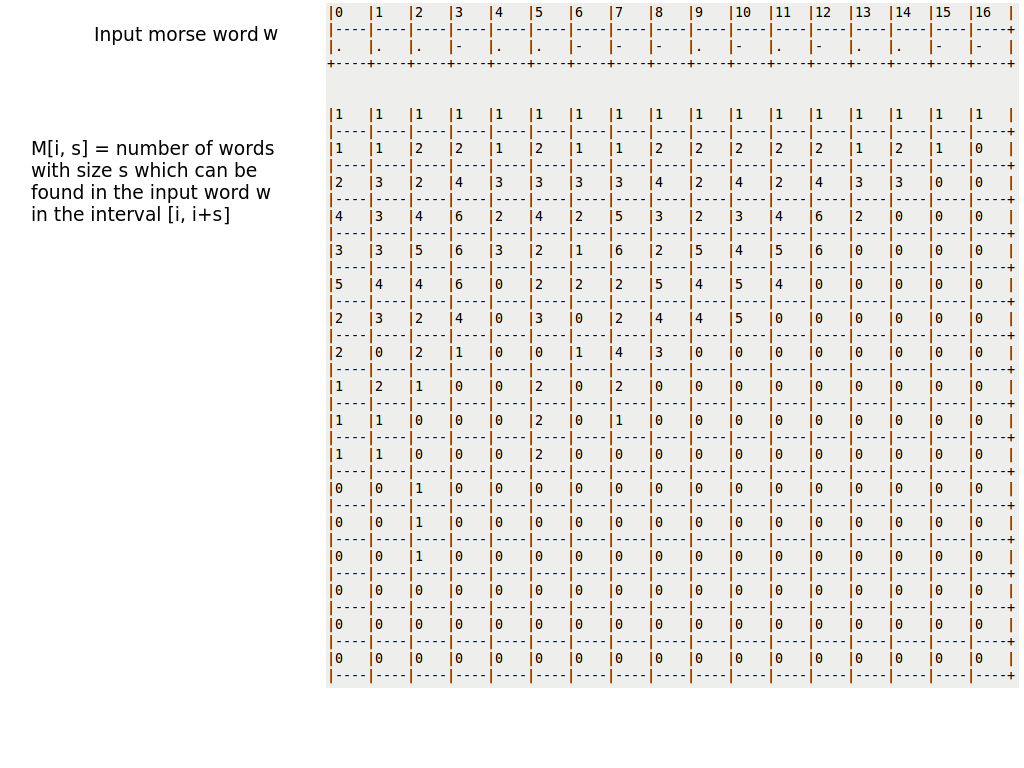 Input morse word w
M[i, s] = number of words
with size s which can be
found in the input word w
in the interval [i, i+s]
|0 |1 |2 |3 |4 |5 |6 |7 |8 |9 |10 |11 |12 |13 |14 |15 |16 |
|----|----|----|----|----|----|----|----|----|----|----|----|----|----|----|----|----+
|. |. |. |- |. |. |- |- |- |. |- |. |- |. |. |- |- |
+----+----+----+----+----+----+----+----+----+----+----+----+----+----+----+----+----+
|1 |1 |1 |1 |1 |1 |1 |1 |1 |1 |1 |1 |1 |1 |1 |1 |1 |
|----|----|----|----|----|----|----|----|----|----|----|----|----|----|----|----|----+
|1 |1 |2 |2 |1 |2 |1 |1 |2 |2 |2 |2 |2 |1 |2 |1 |0 |
|----|----|----|----|----|----|----|----|----|----|----|----|----|----|----|----|----+
|2 |3 |2 |4 |3 |3 |3 |3 |4 |2 |4 |2 |4 |3 |3 |0 |0 |
|----|----|----|----|----|----|----|----|----|----|----|----|----|----|----|----|----+
|4 |3 |4 |6 |2 |4 |2 |5 |3 |2 |3 |4 |6 |2 |0 |0 |0 |
|----|----|----|----|----|----|----|----|----|----|----|----|----|----|----|----|----+
|3 |3 |5 |6 |3 |2 |1 |6 |2 |5 |4 |5 |6 |0 |0 |0 |0 |
|----|----|----|----|----|----|----|----|----|----|----|----|----|----|----|----|----+
|5 |4 |4 |6 |0 |2 |2 |2 |5 |4 |5 |4 |0 |0 |0 |0 |0 |
|----|----|----|----|----|----|----|----|----|----|----|----|----|----|----|----|----+
|2 |3 |2 |4 |0 |3 |0 |2 |4 |4 |5 |0 |0 |0 |0 |0 |0 |
|----|----|----|----|----|----|----|----|----|----|----|----|----|----|----|----|----+
|2 |0 |2 |1 |0 |0 |1 |4 |3 |0 |0 |0 |0 |0 |0 |0 |0 |
|----|----|----|----|----|----|----|----|----|----|----|----|----|----|----|----|----+
|1 |2 |1 |0 |0 |2 |0 |2 |0 |0 |0 |0 |0 |0 |0 |0 |0 |
|----|----|----|----|----|----|----|----|----|----|----|----|----|----|----|----|----+
|1 |1 |0 |0 |0 |2 |0 |1 |0 |0 |0 |0 |0 |0 |0 |0 |0 |
|----|----|----|----|----|----|----|----|----|----|----|----|----|----|----|----|----+
|1 |1 |0 |0 |0 |2 |0 |0 |0 |0 |0 |0 |0 |0 |0 |0 |0 |
|----|----|----|----|----|----|----|----|----|----|----|----|----|----|----|----|----+
|0 |0 |1 |0 |0 |0 |0 |0 |0 |0 |0 |0 |0 |0 |0 |0 |0 |
|----|----|----|----|----|----|----|----|----|----|----|----|----|----|----|----|----+
|0 |0 |1 |0 |0 |0 |0 |0 |0 |0 |0 |0 |0 |0 |0 |0 |0 |
|----|----|----|----|----|----|----|----|----|----|----|----|----|----|----|----|----+
|0 |0 |1 |0 |0 |0 |0 |0 |0 |0 |0 |0 |0 |0 |0 |0 |0 |
|----|----|----|----|----|----|----|----|----|----|----|----|----|----|----|----|----+
|0 |0 |0 |0 |0 |0 |0 |0 |0 |0 |0 |0 |0 |0 |0 |0 |0 |
|----|----|----|----|----|----|----|----|----|----|----|----|----|----|----|----|----+
|0 |0 |0 |0 |0 |0 |0 |0 |0 |0 |0 |0 |0 |0 |0 |0 |0 |
|----|----|----|----|----|----|----|----|----|----|----|----|----|----|----|----|----+
|0 |0 |0 |0 |0 |0 |0 |0 |0 |0 |0 |0 |0 |0 |0 |0 |0 |
|----|----|----|----|----|----|----|----|----|----|----|----|----|----|----|----|----+